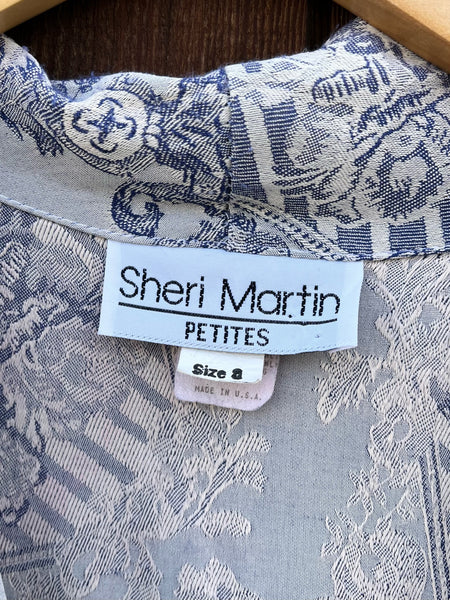 Sheri Martin
PETITES
Size 8
MADE IN U.S.A.